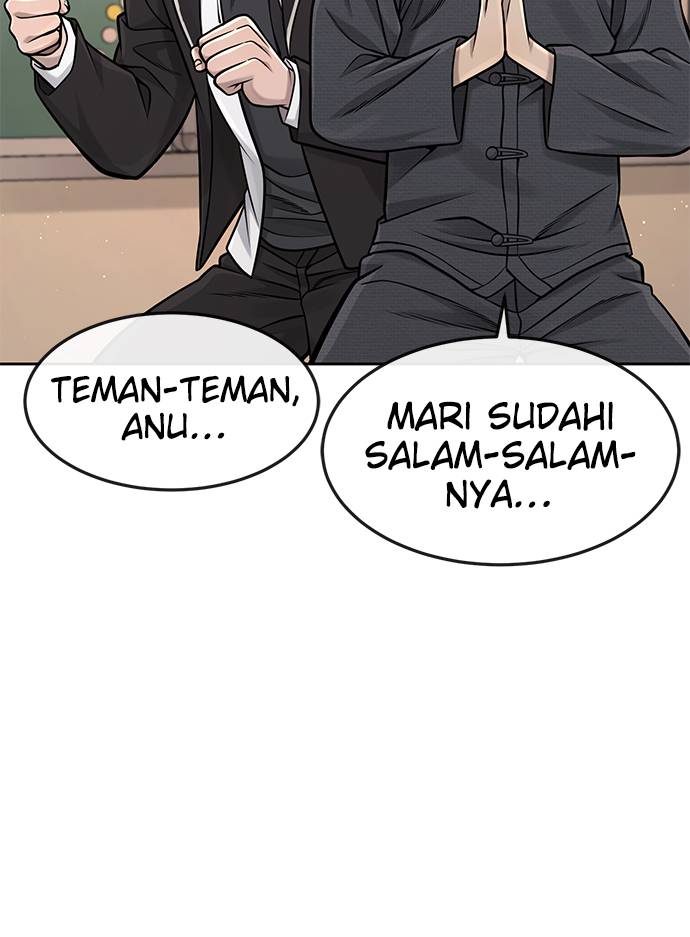 TEMAN-TEMAN,
ANU...
MARI SUDAHI
SALAM-SALAM-
NYA...